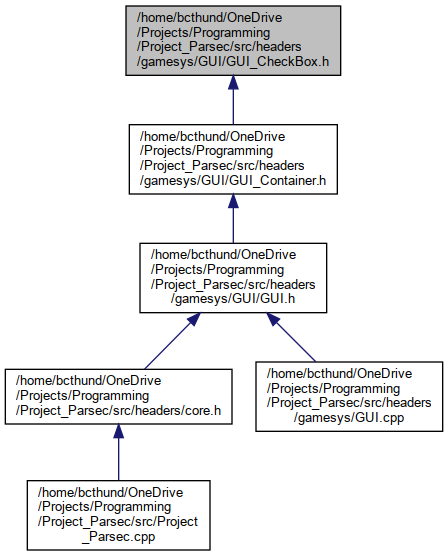 /home/bcthund/OneDrive
/Projects/Programming
/Project_Parsec/src/headers
/gamesys/GUI/GUI_CheckBox.h
/home/bcthund/OneDrive
/Projects/Programming
/Project_Parsec/src/headers
/gamesys/GUI/GUI_Container.h
/home/bcthund/OneDrive
/Projects/Programming
/Project_Parsec/src/headers
/gamesys/GUI/GUI.h
/home/bcthund/OneDrive
/Projects/Programming
/Project_Parsec/src/headers/core.h
/home/bcthund/OneDrive
/Projects/Programming
/Project_Parsec/src/headers
/gamesys/GUI.cpp
/home/bcthund/OneDrive
/Projects/Programming
/Project_Parsec/src/Project
_Parsec.cpp